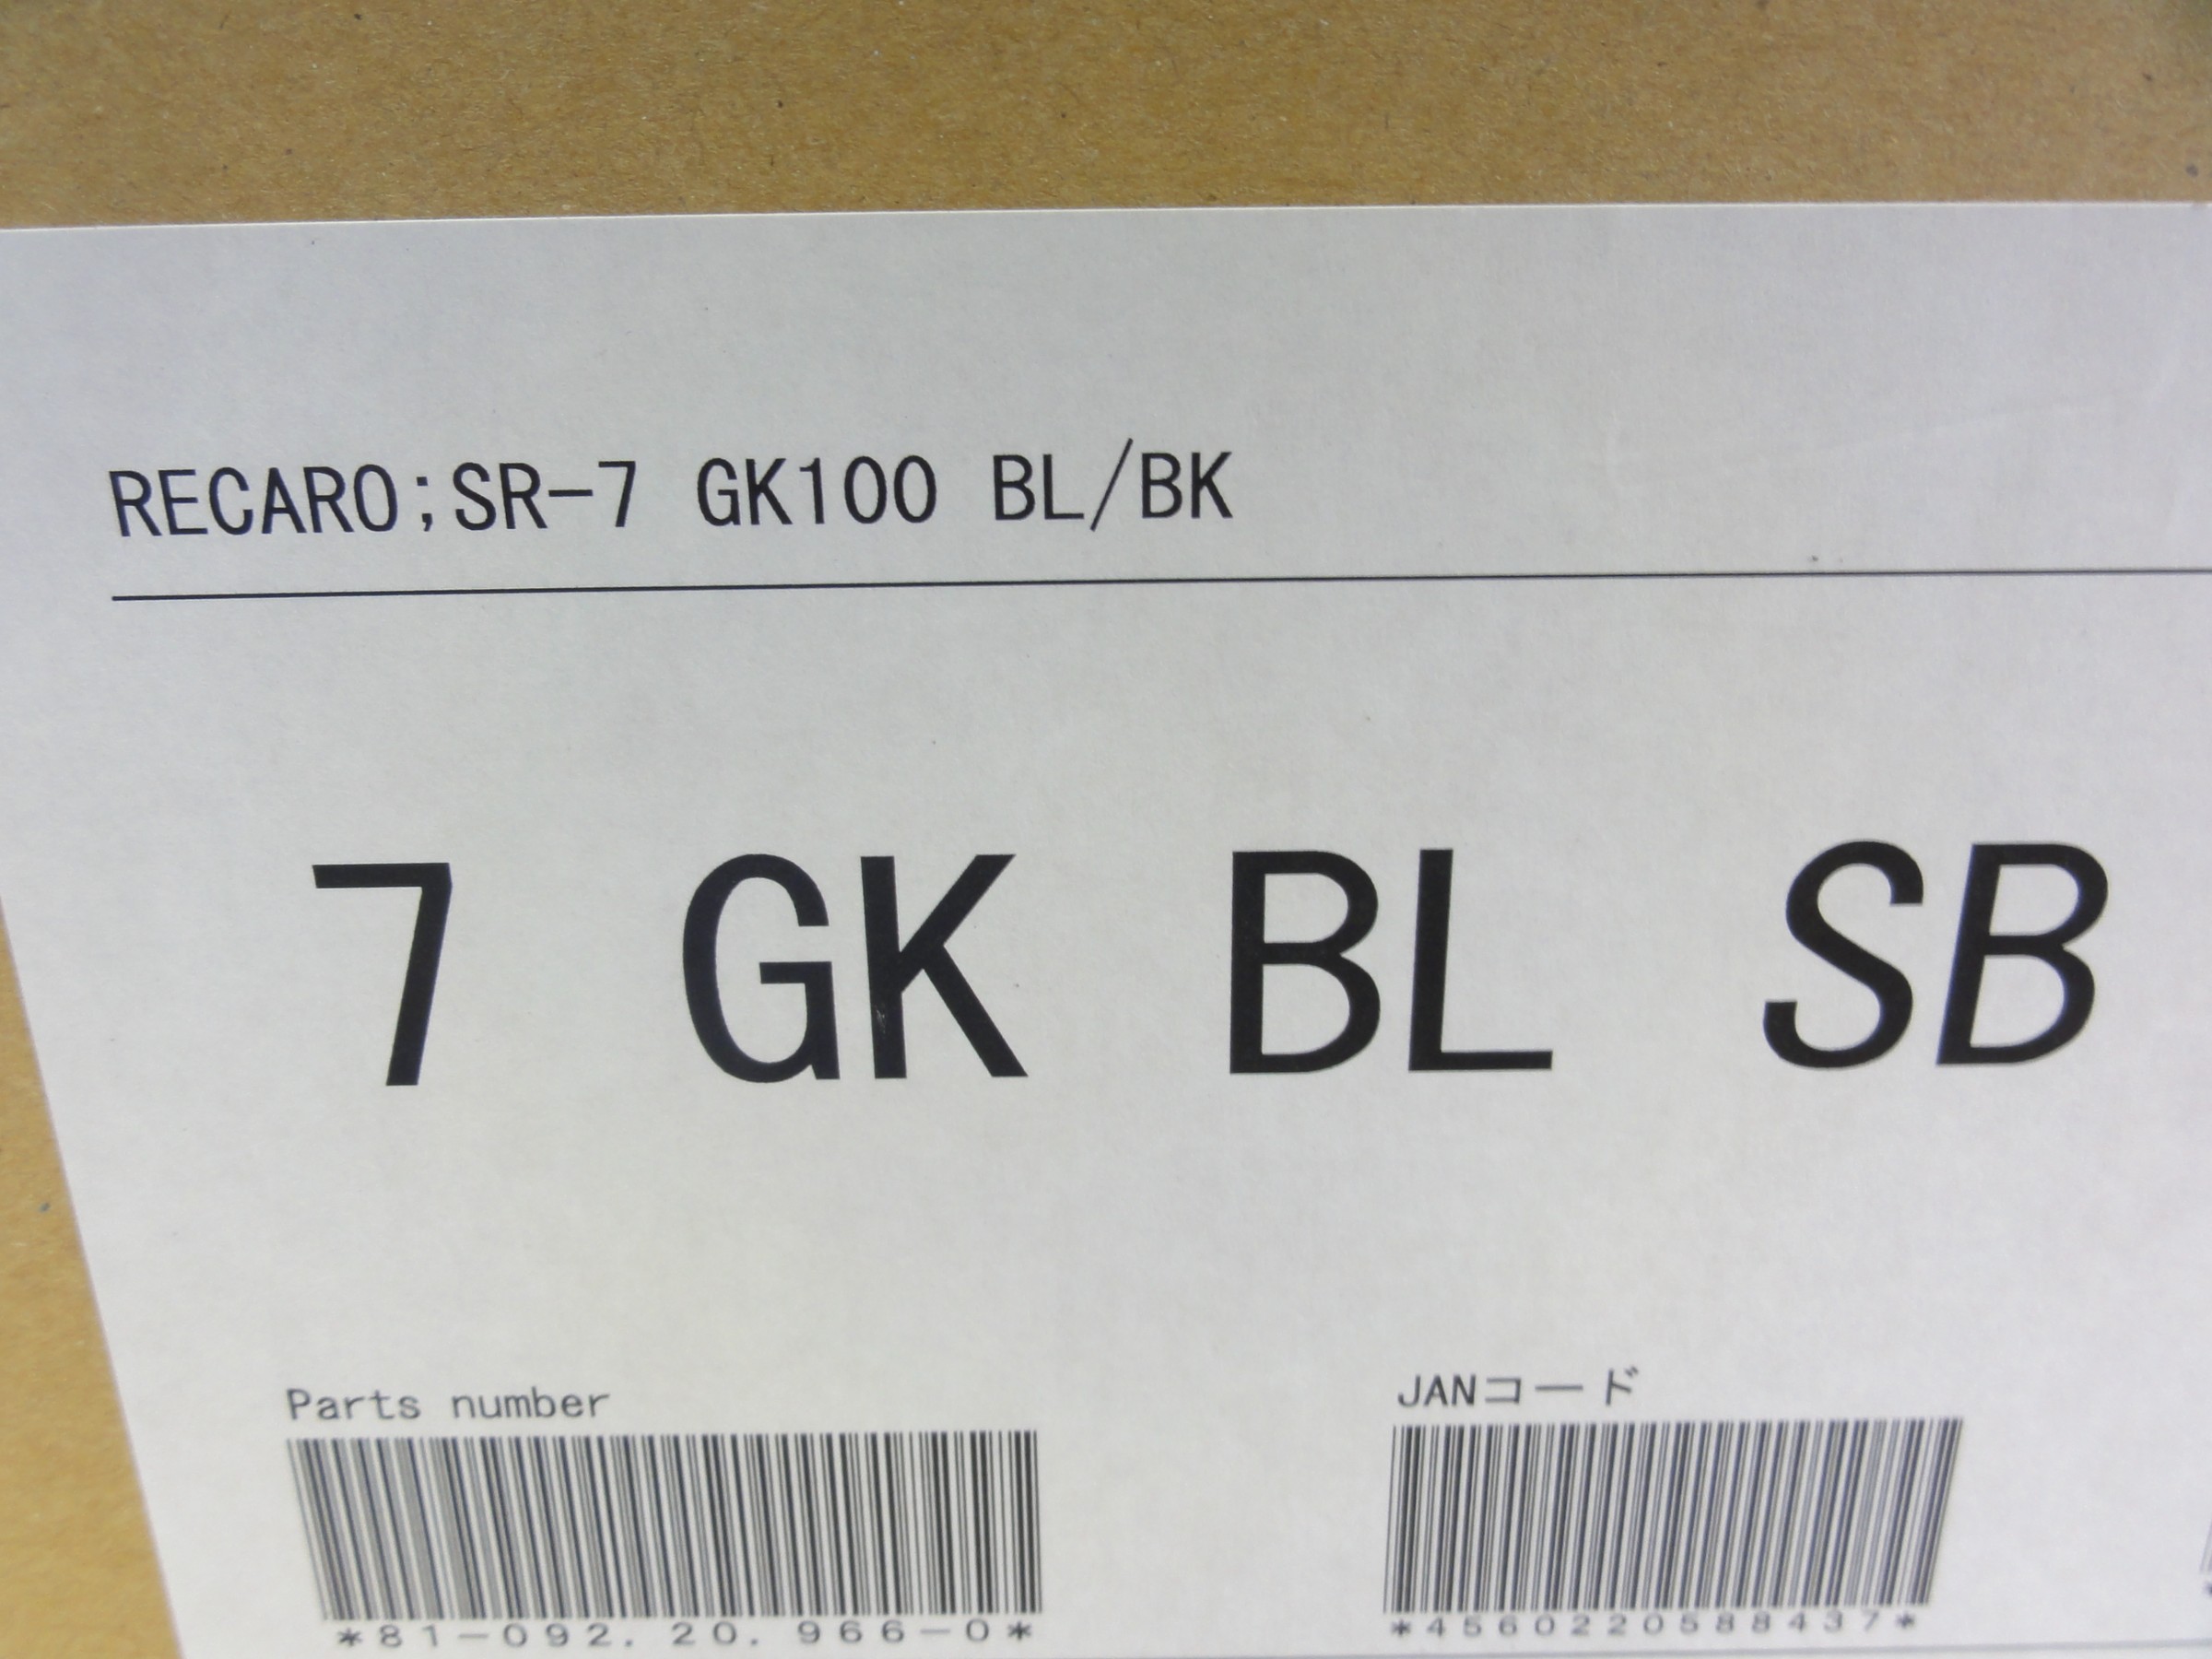 RECARO;SR-7 GK100 BL/BK
7 GK BL SB
Parts number
JANコード
*81-092.20.966-0*
*4560220588437*